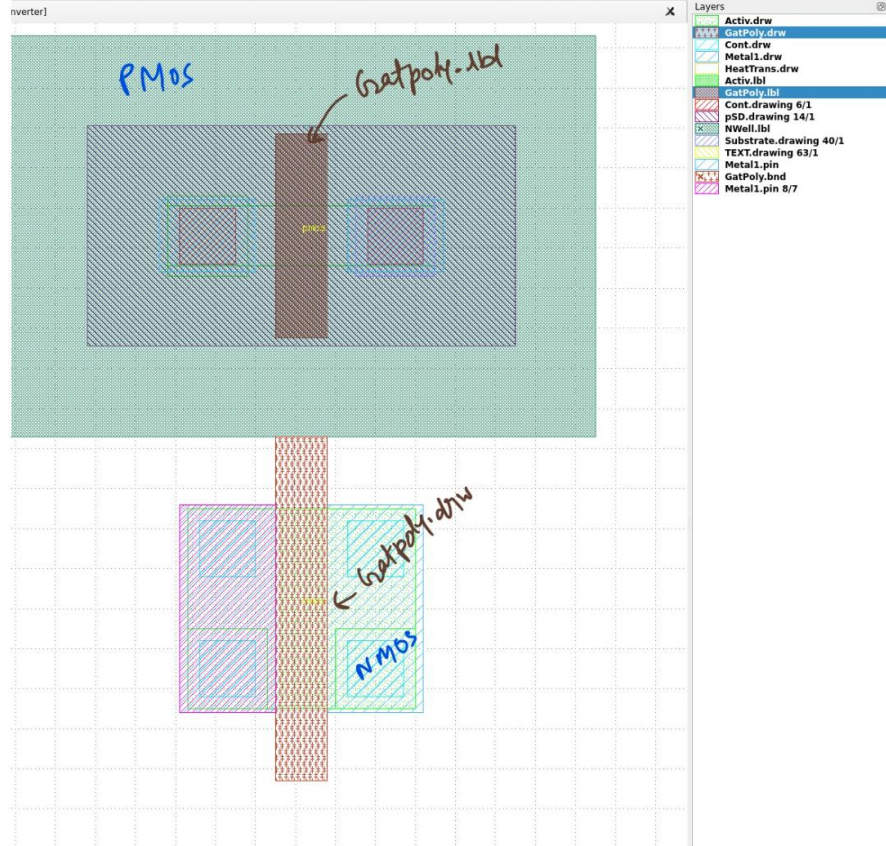 nverter]
Layers
Activ.drw
GatPoly.drw
Cont.drw
Metal1.drw
HeatTrans.drw
Activ.lbl
GatPoly.lbl
Cont.drawing 6/1
pSD.drawing 14/1
NWell.lbl
Substrate.drawing 40/1
TEXT.drawing 63/1
Metal1.pin
GatPoly.bnd
Metal1.pin 8/7
PMOS
Gatpoly.lbl
pmos
Gatpoly.drw
NMOS